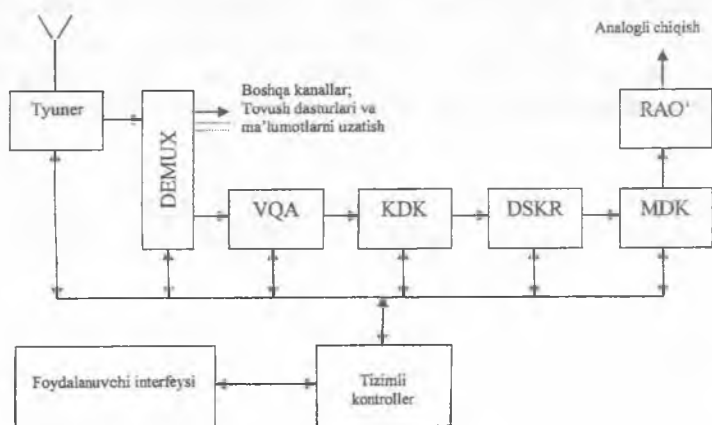 Analogli chiqish
Tyuner
DEMUX
Boshqa kanallar;
Tovush dasturlari va
ma'lumotlarni uzatish
RAO'
VQA
KDK
DSKR
MDK
Foydalanuvchi interfeysi
Tizimli
kontroller